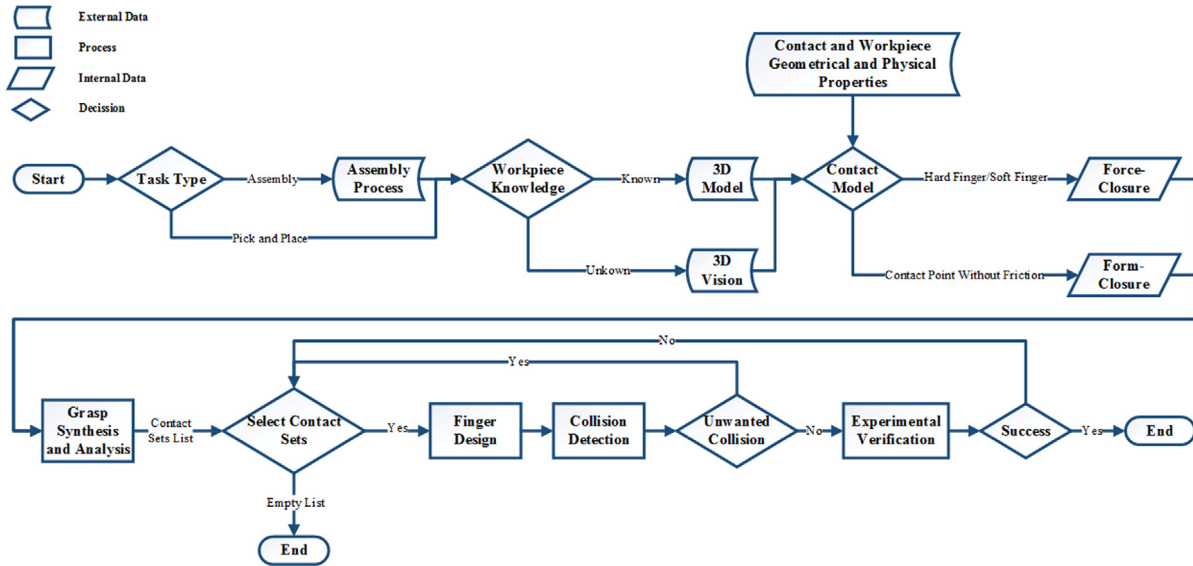 External Data
Process
Internal Data
Decission
Contact and Workpiece
Geometrical and Physical
Properties
Start
Task Type
Assembly
Assembly
Process
Workpiece
Knowledge
Known
3D
Model
Contact
Model
Hard Finger/Soft Finger
Force-
Closure
Pick and Place
Unkown
3D
Vision
Contact Point Without Friction
Form-
Closure
No
Yes
Grasp
Synthesis
and Analysis
Contact
Sets List
Select Contact
Sets
Yes
Finger
Design
Collision
Detection
Unwanted
Collision
No
Experimental
Verification
Success
Yes
End
Empty List
End